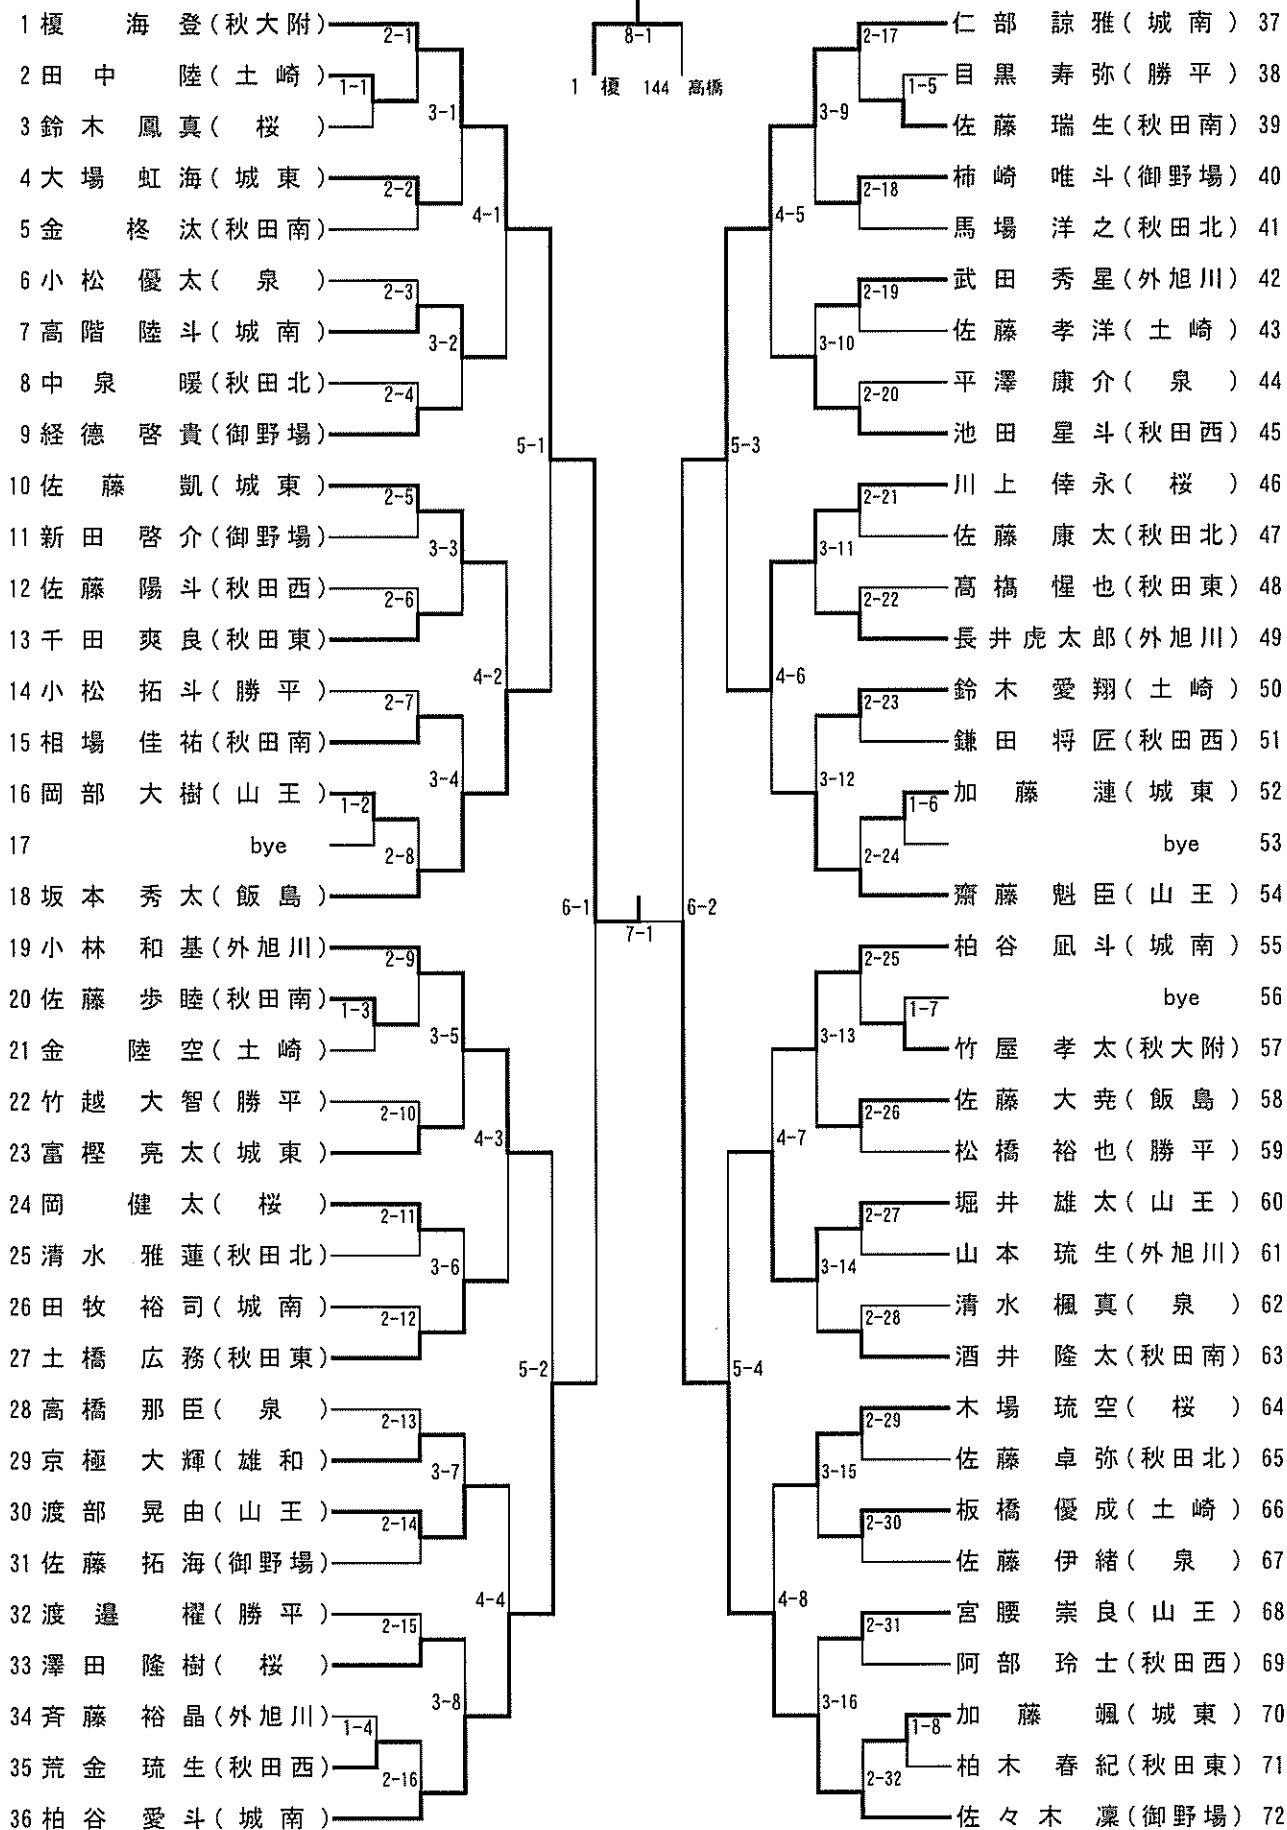 8-1
1 榎 144 高橋
1 榎 海 登 (秋大附)
2 田 中 陸 (土 崎)
3 鈴 木 鳳 真 ( 桜 )
4 大 場 虹 海 (城 東)
5 金 柊 汰 (秋田南)
6 小 松 優 太 ( 泉 )
7 高 階 陸 斗 (城 南)
8 中 泉 暖 (秋田北)
9 経 徳 啓 貴 (御野場)
10 佐 藤 凱 (城 東)
11 新 田 啓 介 (御野場)
12 佐 藤 陽 斗 (秋田西)
13 千 田 爽 良 (秋田東)
14 小 松 拓 斗 (勝 平)
15 相 場 佳 祐 (秋田南)
16 岡 部 大 樹 (山 王)
17 bye
18 坂 本 秀 太 (飯 島)
19 小 林 和 基 (外旭川)
20 佐 藤 歩 睦 (秋田南)
21 金 陸 空 (土 崎)
22 竹 越 大 智 (勝 平)
23 富 樫 亮 太 (城 東)
24 岡 健 太 ( 桜 )
25 清 水 雅 蓮 (秋田北)
26 田 牧 裕 司 (城 南)
27 土 橋 広 務 (秋田東)
28 高 橋 那 臣 ( 泉 )
29 京 極 大 輝 (雄 和)
30 渡 部 晃 由 (山 王)
31 佐 藤 拓 海 (御野場)
32 渡 邉 櫂 (勝 平)
33 澤 田 隆 樹 ( 桜 )
34 斉 藤 裕 晶 (外旭川)
35 荒 金 琉 生 (秋田西)
36 柏 谷 愛 斗 (城 南)
1-1
1-2
1-3
1-4
2-1
2-2
2-3
2-4
2-5
2-6
2-7
2-8
2-9
2-10
2-11
2-12
2-13
2-14
2-15
2-16
3-1
3-2
3-3
3-4
3-5
3-6
3-7
3-8
4-1
4-2
4-3
4-4
5-1
5-2
6-1
7-1
6-2
5-3
5-4
4-5
4-6
4-7
4-8
3-9
3-10
3-11
3-12
3-13
3-14
3-15
3-16
2-17
2-18
2-19
2-20
2-21
2-22
2-23
2-24
2-25
2-26
2-27
2-28
2-29
2-30
2-31
2-32
1-5
1-6
1-7
1-8
仁 部 諒 雅 (城 南) 37
目 黒 寿 弥 (勝 平) 38
佐 藤 瑞 生 (秋田南) 39
柿 崎 唯 斗 (御野場) 40
馬 場 洋 之 (秋田北) 41
武 田 秀 星 (外旭川) 42
佐 藤 孝 洋 (土 崎) 43
平 澤 康 介 ( 泉 ) 44
池 田 星 斗 (秋田西) 45
川 上 倖 永 ( 桜 ) 46
佐 藤 康 太 (秋田北) 47
髙 橋 惺 也 (秋田東) 48
長 井 虎 太 郎 (外旭川) 49
鈴 木 愛 翔 (土 崎) 50
鎌 田 将 匠 (秋田西) 51
加 藤 漣 (城 東) 52
bye 53
齋 藤 魁 臣 (山 王) 54
柏 谷 凪 斗 (城 南) 55
bye 56
竹 屋 孝 太 (秋大附) 57
佐 藤 大 尭 (飯 島) 58
松 橋 裕 也 (勝 平) 59
堀 井 雄 太 (山 王) 60
山 本 琉 生 (外旭川) 61
清 水 楓 真 ( 泉 ) 62
酒 井 隆 太 (秋田南) 63
木 場 琉 空 ( 桜 ) 64
佐 藤 卓 弥 (秋田北) 65
板 橋 優 成 (土 崎) 66
佐 藤 伊 緒 ( 泉 ) 67
宮 腰 崇 良 (山 王) 68
阿 部 玲 士 (秋田西) 69
加 藤 颯 (城 東) 70
柏 木 春 紀 (秋田東) 71
佐 々 木 凜 (御野場) 72